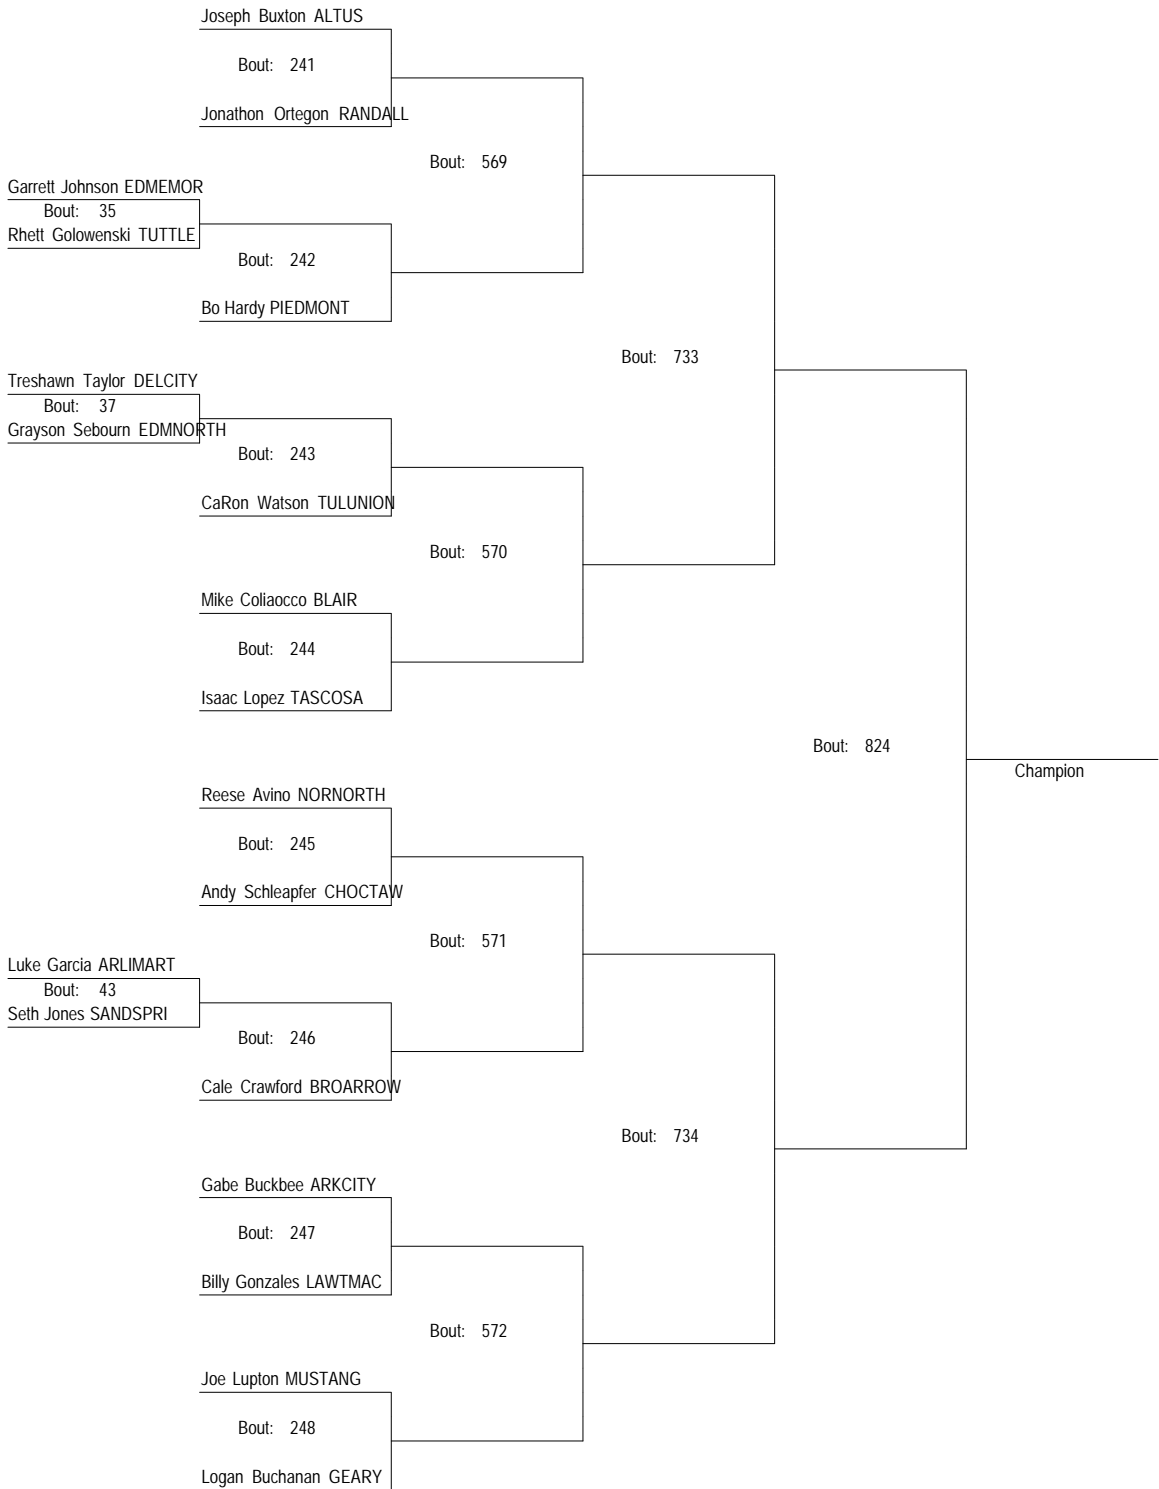 Joseph Buxton ALTUS
Bout: 241
Jonathon Ortegon RANDALL
Bout: 569
Garrett Johnson EDMEMOR
Bout: 35
Rhett Golowenski TUTTLE
Bout: 242
Bo Hardy PIEDMONT
Bout: 733
Treshawn Taylor DELCITY
Bout: 37
Grayson Sebourn EDMNORTH
Bout: 243
CaRon Watson TULUNION
Bout: 570
Mike Coliaocco BLAIR
Bout: 244
Isaac Lopez TASCOSA
Bout: 824
Champion
Reese Avino NORNORTH
Bout: 245
Andy Schleapfer CHOCTAW
Bout: 571
Luke Garcia ARLIMART
Bout: 43
Seth Jones SANDSPRI
Bout: 246
Cale Crawford BROARROW
Bout: 734
Gabe Buckbee ARKCITY
Bout: 247
Billy Gonzales LAWTMAC
Bout: 572
Joe Lupton MUSTANG
Bout: 248
Logan Buchanan GEARY